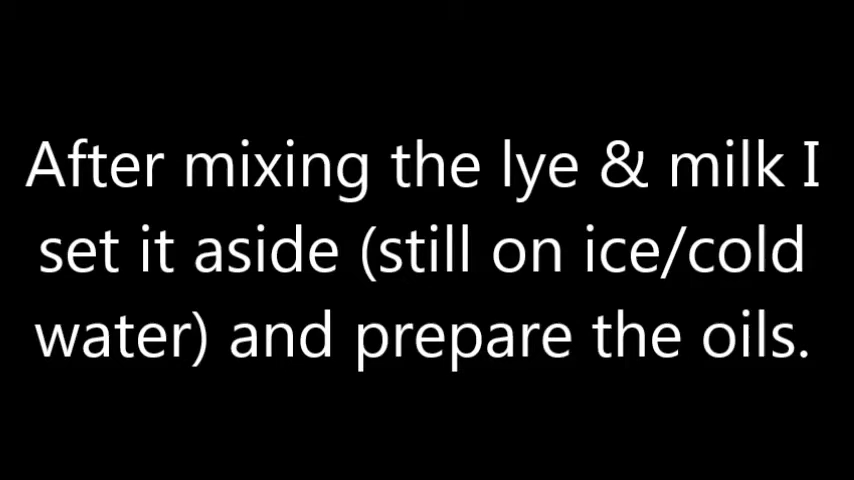 After mixing the lye & milk I
set it aside (still on ice/cold
water) and prepare the oils.